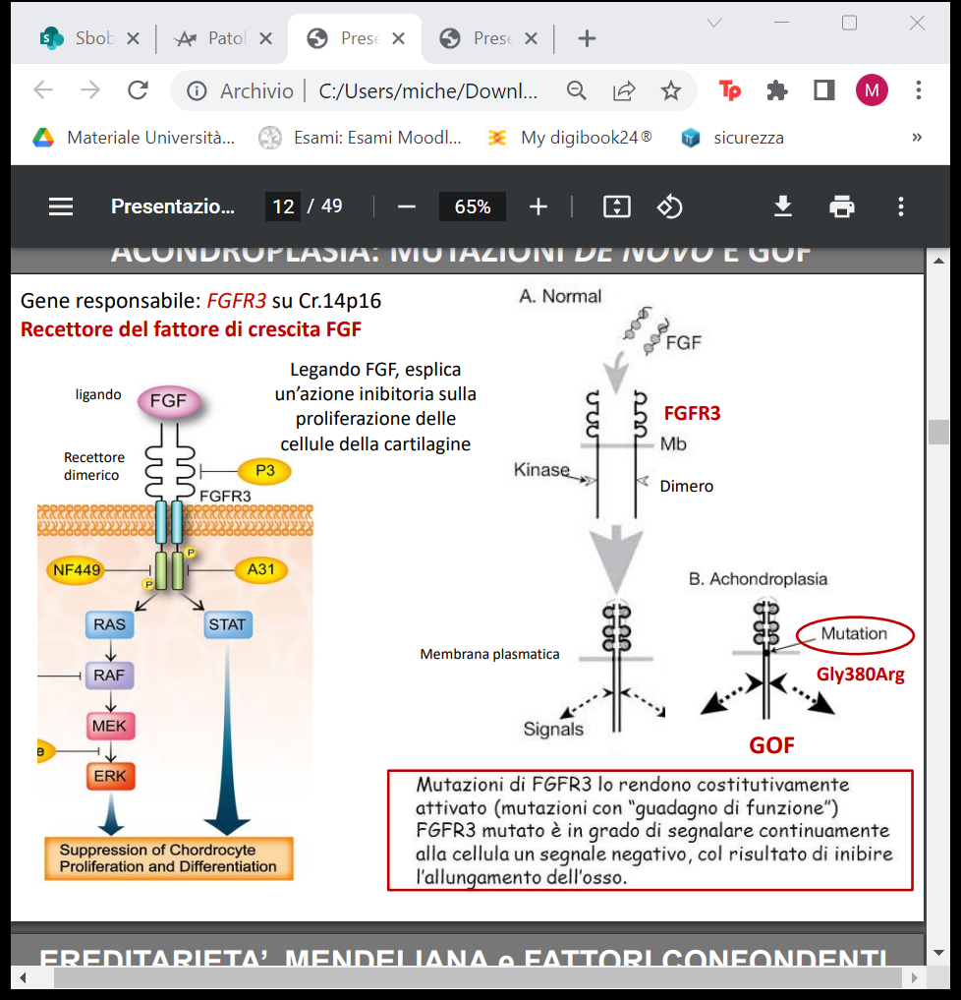 Sbob
Patol
Prese
Prese
Archivio
C:/Users/miche/Downl...
Tp
M
Materiale Università...
Esami: Esami Moodl...
My digibook24®
sicurezza
»
Presentazio...
12 / 49
65%
ACONDROPLASIA: MUTAZIONI DE NOVO E GOF
Gene responsabile: FGFR3 su Cr.14p16
Recettore del fattore di crescita FGF
Legando FGF, esplica
un'azione inibitoria sulla
proliferazione delle
cellule della cartilagine
ligando
FGF
Recettore
dimerico
P3
FGFR3
P
NF449
A31
P
RAS
STAT
RAF
MEK
e
ERK
Suppression of Chordrocyte
Proliferation and Differentiation
A. Normal
FGF
FGFR3
Mb
Kinase
Dimero
B. Achondroplasia
Mutation
Membrana plasmatica
Gly380Arg
Signals
GOF
Mutazioni di FGFR3 lo rendono costitutivamente
attivato (mutazioni con “guadagno di funzione”)
FGFR3 mutato è in grado di segnalare continuamente
alla cellula un segnale negativo, col risultato di inibire
l’allungamento dell’osso.
EREDITARIETA’ MENDELIANA e FATTORI CONFONDENTI